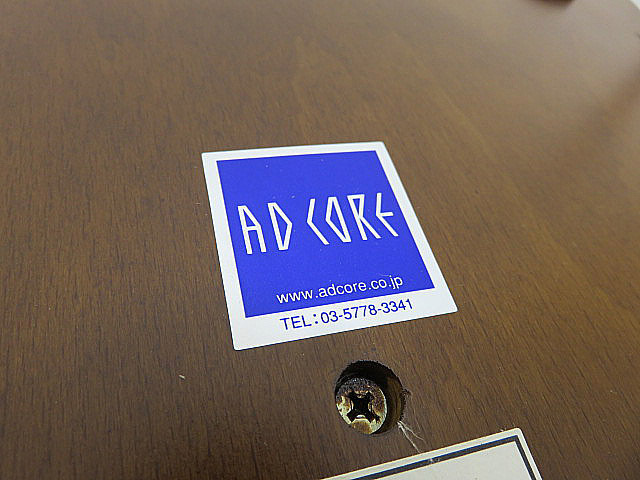 AD CORE
www.adcore.co.jp
TEL：03-5778-3341